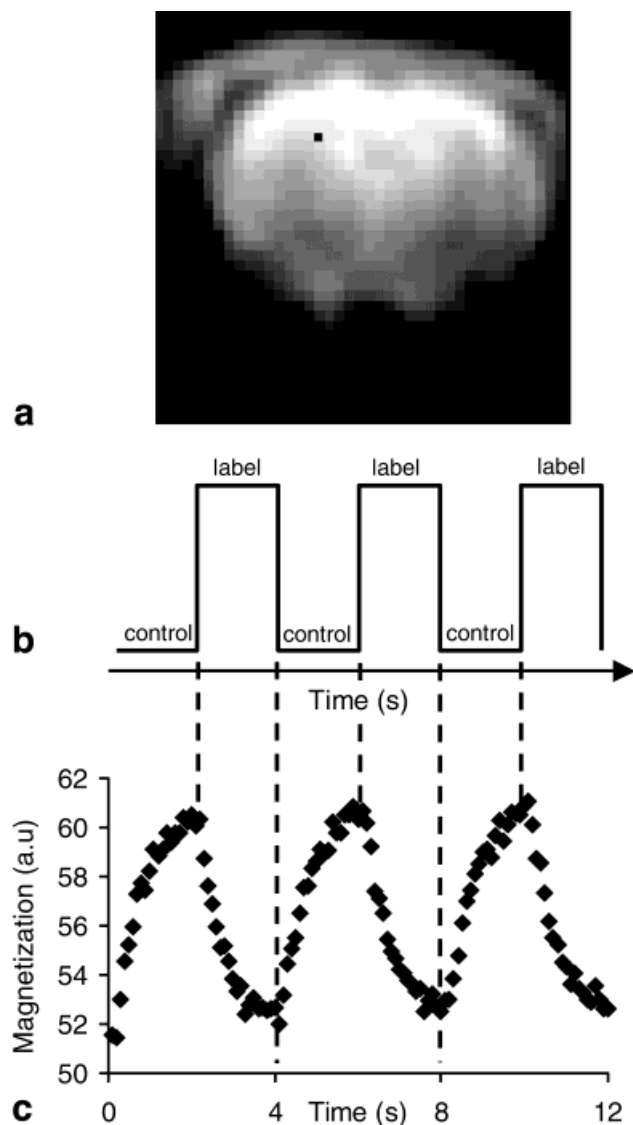 a
label label label
control control control
b
Time (s)
62
60
58
56
54
52
50
Magnetization (a.u)
c
0 4 Time (s) 8 12